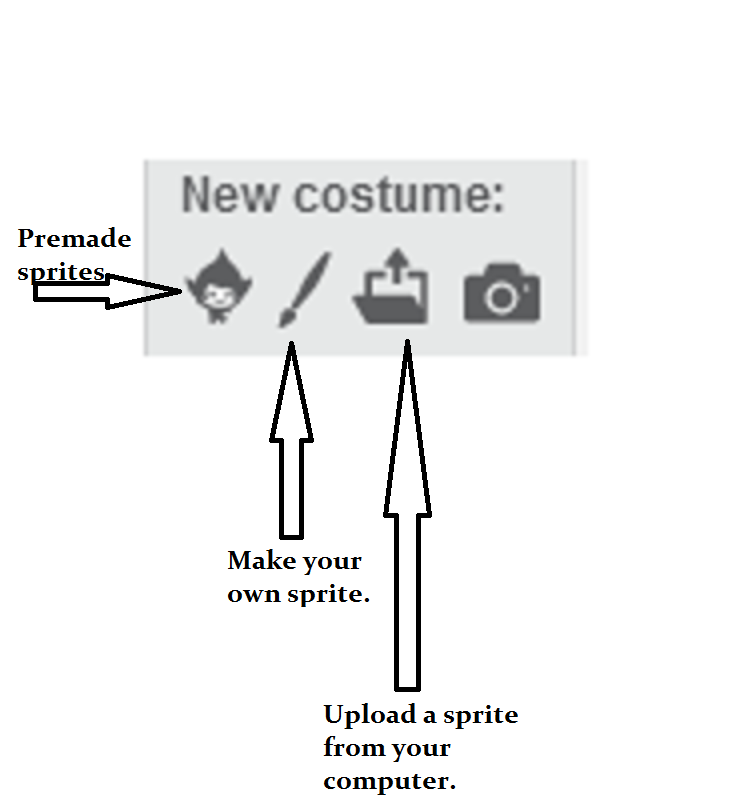 New costume:
Premade
sprites
Make your
own sprite.
Upload a sprite
from your
computer.